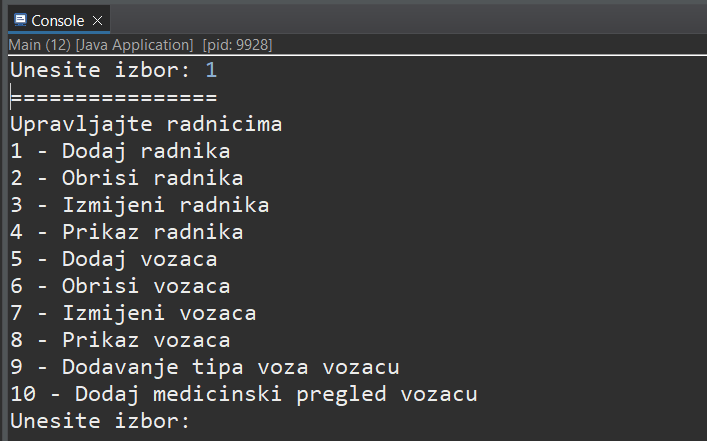 Console
Main (12) [Java Application] [pid: 9928]
Unesite izbor: 1
================
Upravljajte radnicima
1 - Dodaj radnika
2 - Obrisi radnika
3 - Izmijeni radnika
4 - Prikaz radnika
5 - Dodaj vozaca
6 - Obrisi vozaca
7 - Izmijeni vozaca
8 - Prikaz vozaca
9 - Dodavanje tipa voza vozacu
10 - Dodaj medicinski pregled vozacu
Unesite izbor: